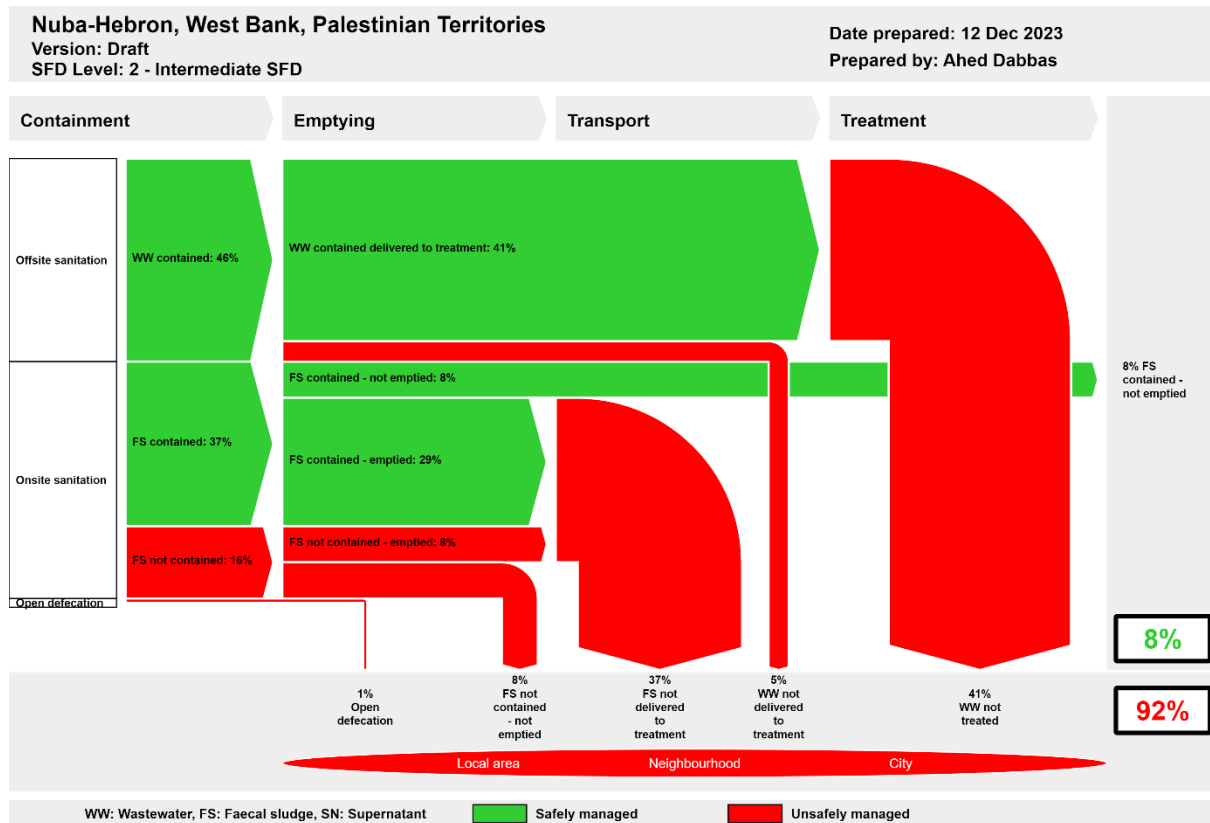 Nuba-Hebron, West Bank, Palestinian Territories
Version: Draft
SFD Level: 2 - Intermediate SFD
Date prepared: 12 Dec 2023
Prepared by: Ahed Dabbas
Containment
Emptying
Transport
Treatment
Offsite sanitation
WW contained: 46%
WW contained delivered to treatment: 41%
FS contained - not emptied: 8%
8% FS
contained -
not emptied
FS contained: 37%
FS contained - emptied: 29%
Onsite sanitation
FS not contained - emptied: 8%
FS not contained: 16%
Open defecation
8%
92%
1%
Open
defecation
8%
FS not
contained
- not
emptied
37%
FS not
delivered
to
treatment
5%
WW not
delivered
to
treatment
41%
WW not
treated
Local area
Neighbourhood
City
WW: Wastewater, FS: Faecal sludge, SN: Supernatant
Safely managed
Unsafely managed